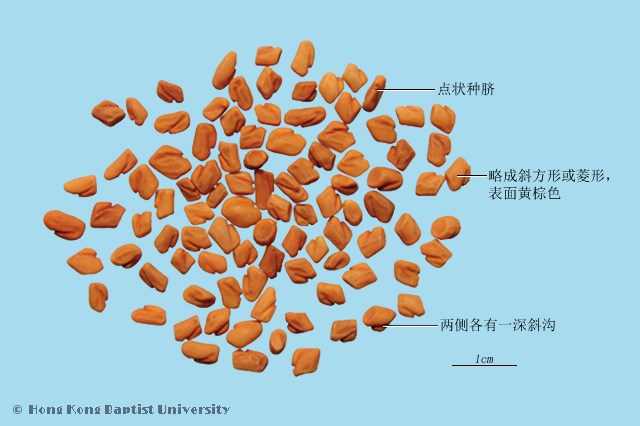 点状种脐
略成斜方形或菱形，
表面黄棕色
两侧各有一深斜沟
1cm
© Hong Kong Baptist University